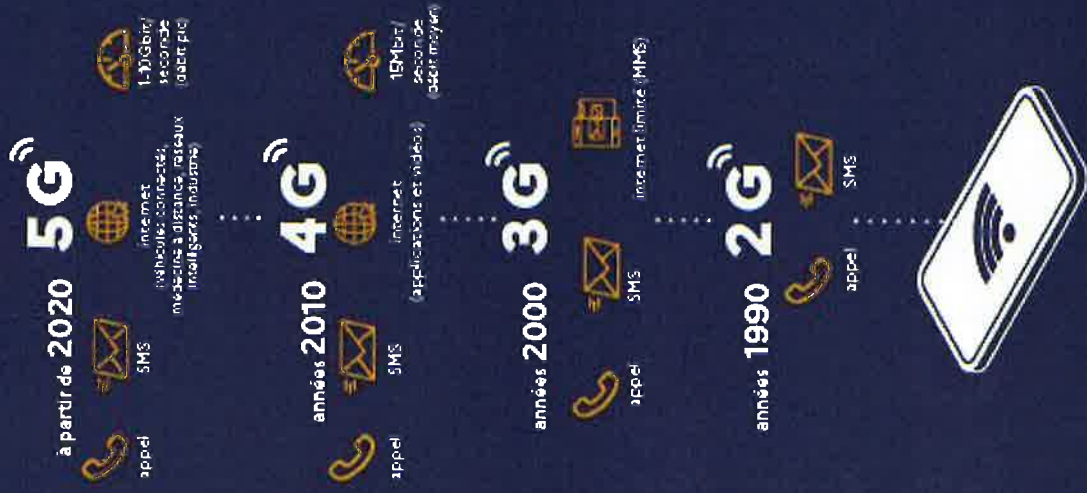 à partir de 2020 5G
appel
SMS
internet
(véhicules connectés,
médecine à distance, réseaux
intelligents, industrie)
1-10Gbit/
seconde
(débit pic)
années 2010 4G
appel
SMS
internet
(applications et vidéos)
15Mbit/
seconde
(débit moyen)
années 2000 3G
appel
SMS
internet limité (MMS)
années 1990 2G
appel
SMS